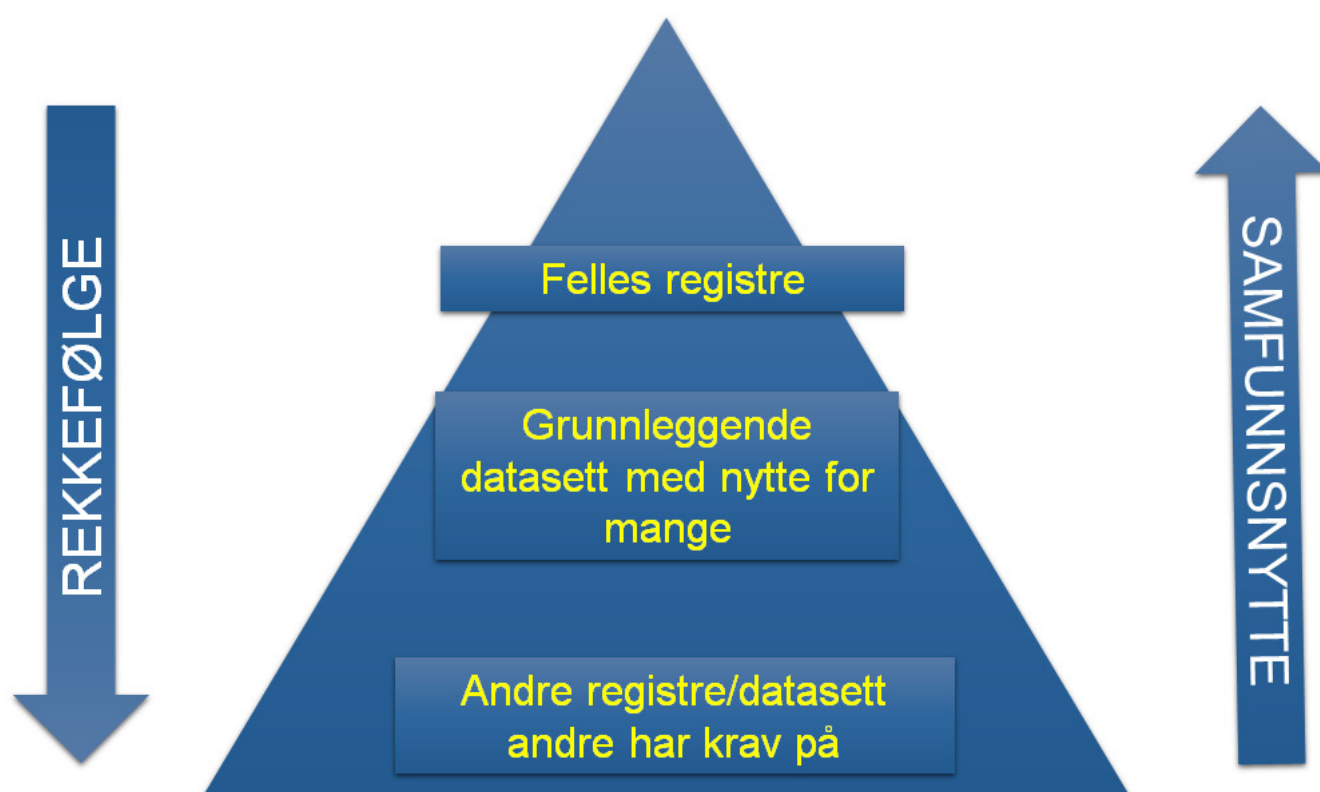 REKKEFØLGE
Felles registre
Grunnleggende
datasett med nytte for
mange
Andre registre/datasett
andre har krav på
SAMFUNNSNYTTE